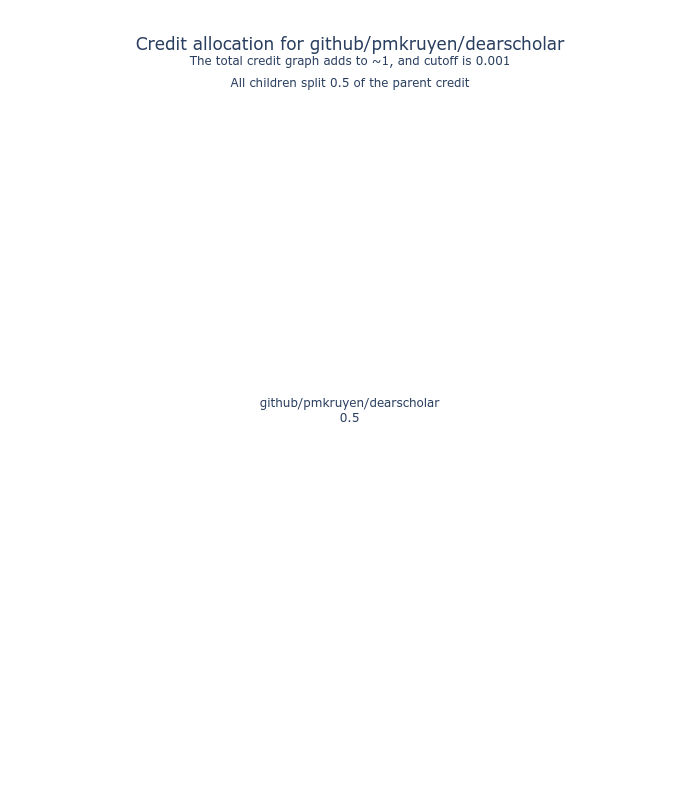 Credit allocation for github/pmkruyen/dearscholar
The total credit graph adds to ~1, and cutoff is 0.001
All children split 0.5 of the parent credit
github/pmkruyen/dearscholar
0.5